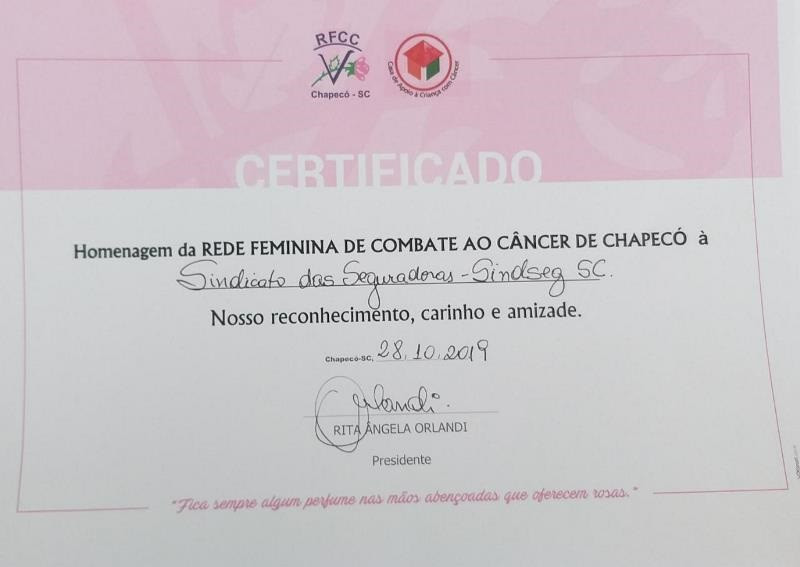 RFCC
Chapecó - SC
Casa de Apoio à Criança com Câncer
CERTIFICADO
Homenagem da REDE FEMININA DE COMBATE AO CÂNCER DE CHAPECÓ à
Sindicato das Seguradoras - Sindseg SC.
Nosso reconhecimento, carinho e amizade.
Chapecó-SC, 28.10.2019
Orlandi.
RITA ÂNGELA ORLANDI
Presidente
"Fica sempre algum perfume nas mãos abençoadas que oferecem rosas."